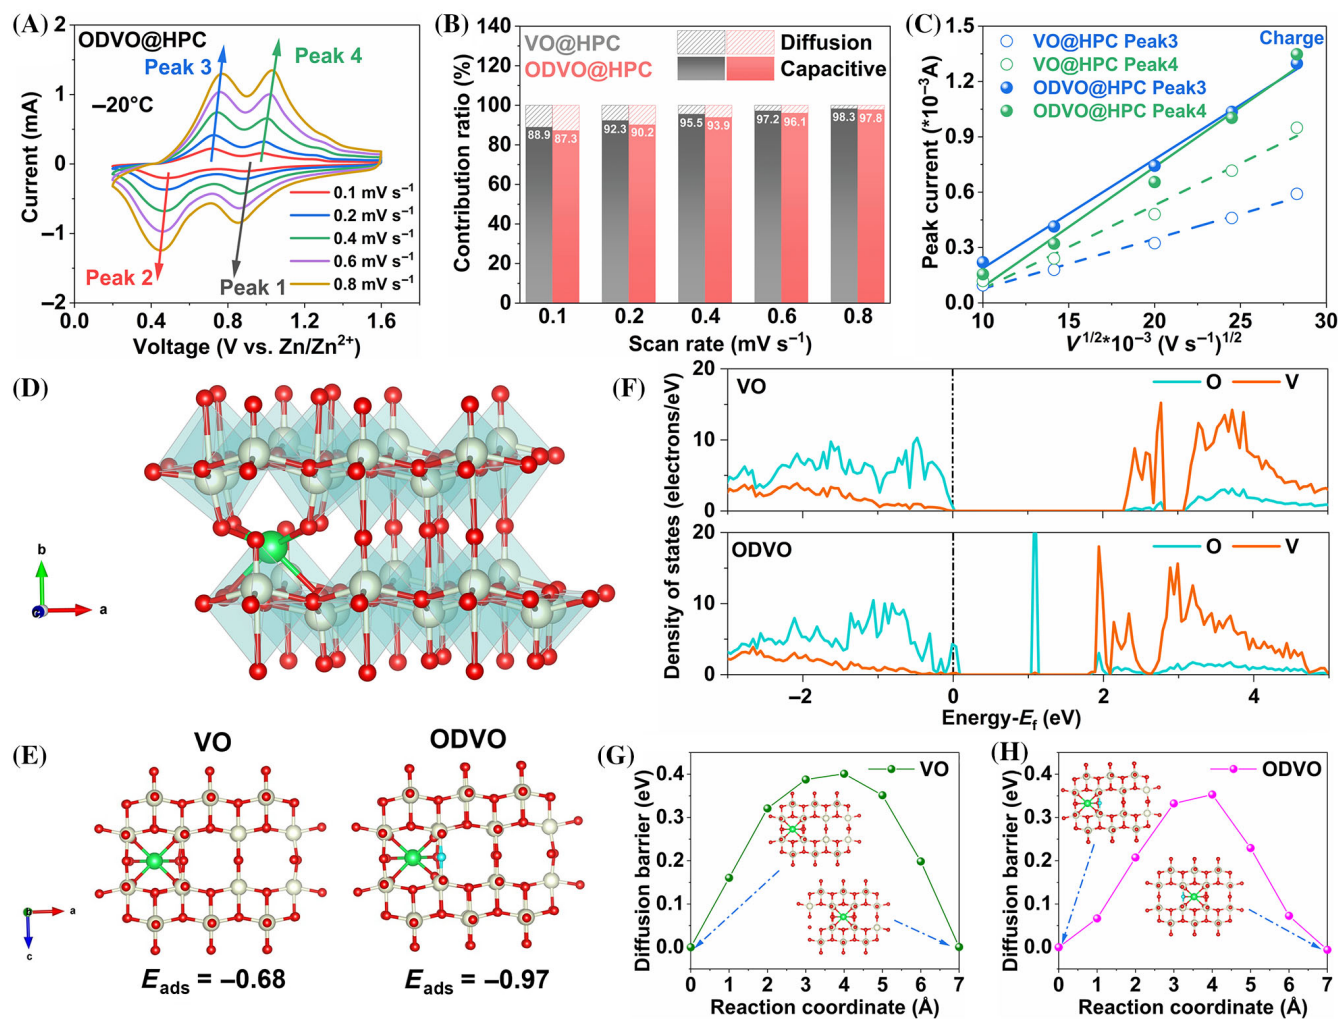 (A)
ODVO@HPC
Peak 3
Peak 4
−20°C
Peak 2
Peak 1
0.1 mV s⁻¹
0.2 mV s⁻¹
0.4 mV s⁻¹
0.6 mV s⁻¹
0.8 mV s⁻¹
2
1
0
−1
−2
0.0 0.4 0.8 1.2 1.6
Current (mA)
Voltage (V vs. Zn/Zn²⁺)
(B)
VO@HPC
ODVO@HPC
Diffusion
Capacitive
140
120
100
80
60
40
20
0
88.9 87.3 92.3 90.2 95.5 93.9 97.2 96.1 98.3 97.8
0.1 0.2 0.4 0.6 0.8
Contribution ratio (%)
Scan rate (mV s⁻¹)
(C)
VO@HPC Peak3
VO@HPC Peak4
ODVO@HPC Peak3
ODVO@HPC Peak4
Charge
1.5
1.2
0.9
0.6
0.3
0.0
10 15 20 25 30
Peak current (*10⁻³A)
V¹ᐟ²*10⁻³ (V s⁻¹)¹ᐟ²
(D)
b
a
(E)
VO
ODVO
a
c
E_ads = −0.68
E_ads = −0.97
(F)
VO
O
V
20
10
0
ODVO
O
V
20
10
0
−2 0 2 4
Density of states (electrons/eV)
Energy-E_f (eV)
(G)
VO
0.4
0.3
0.2
0.1
0.0
0 1 2 3 4 5 6 7
Diffusion barrier (eV)
Reaction coordinate (Å)
(H)
ODVO
0.4
0.3
0.2
0.1
0.0
0 1 2 3 4 5 6 7
Diffusion barrier (eV)
Reaction coordinate (Å)